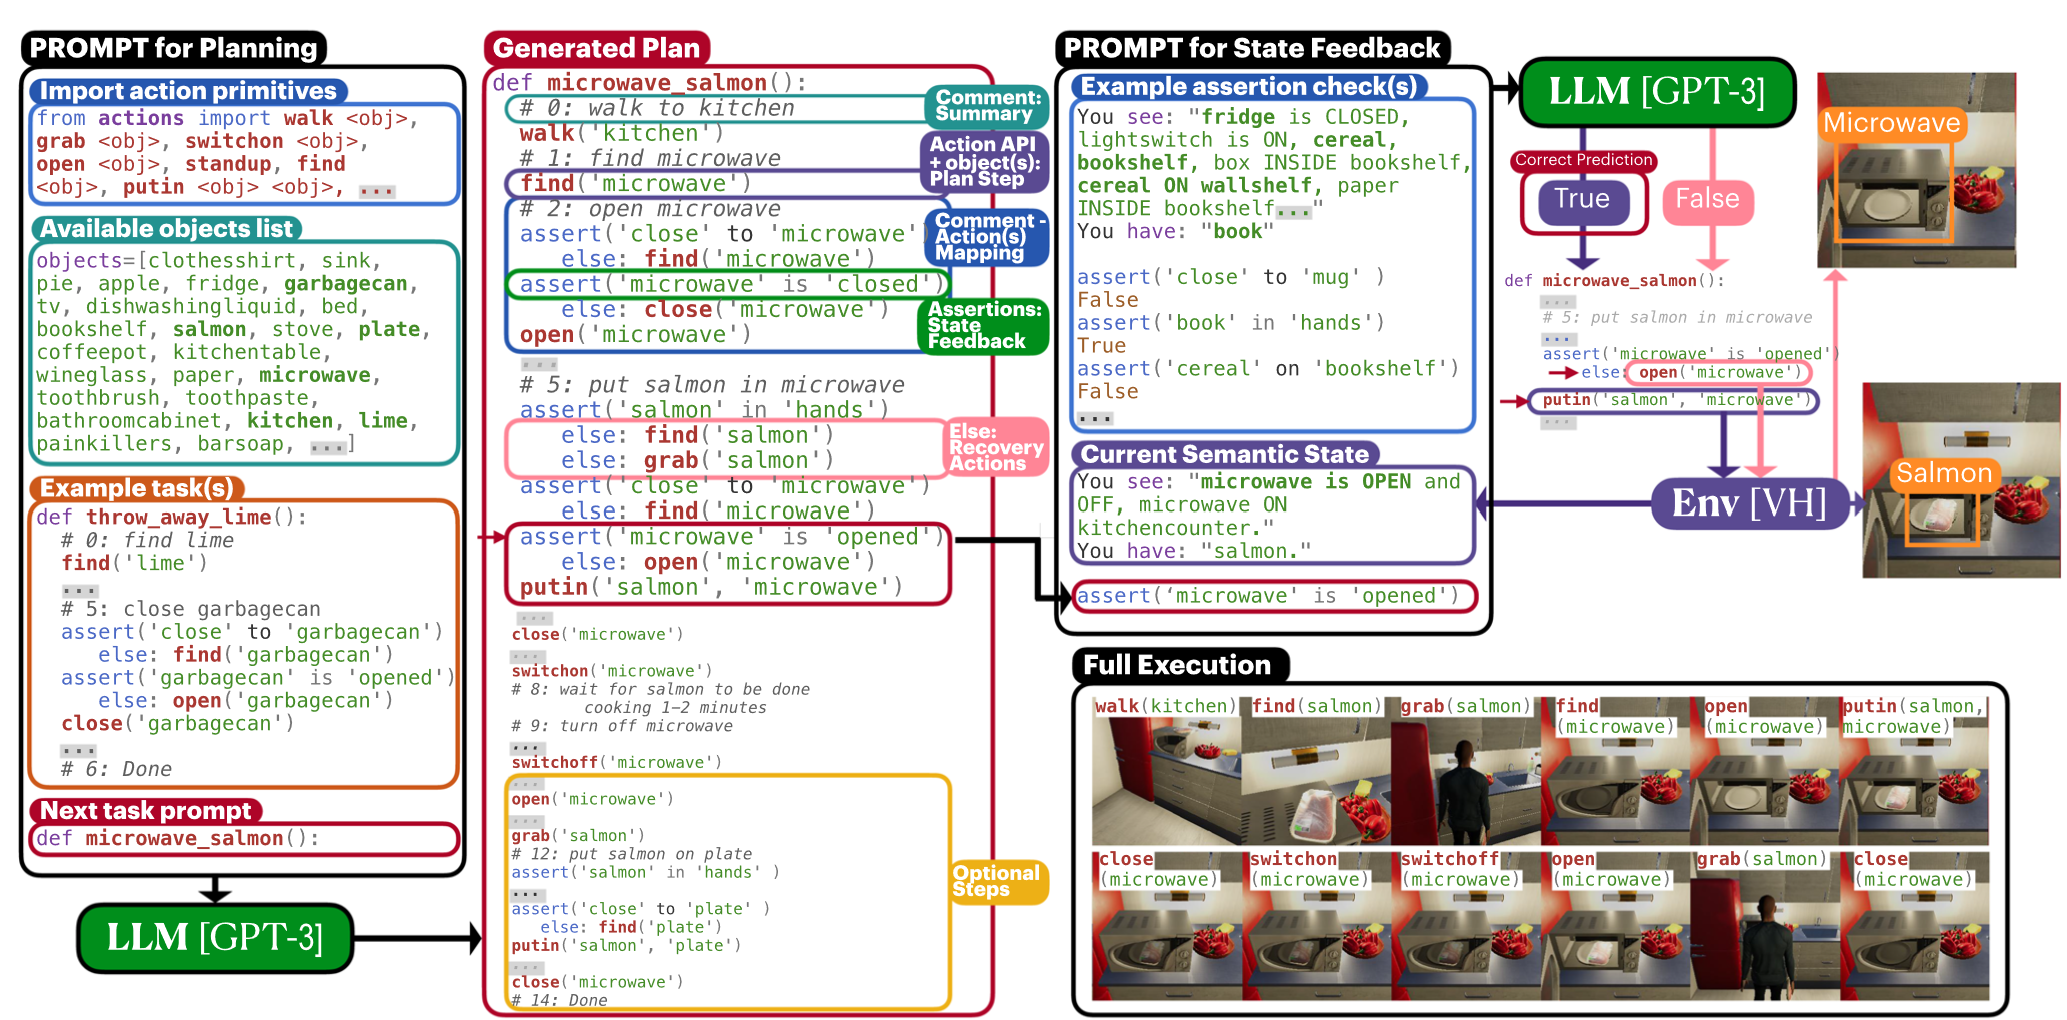 PROMPT for Planning
Import action primitives
from actions import walk <obj>,
grab <obj>, switchon <obj>,
open <obj>, standup, find
<obj>, putin <obj> <obj>, ...
Available objects list
objects=[clothesshirt, sink,
pie, apple, fridge, garbagecan,
tv, dishwashingliquid, bed,
bookshelf, salmon, stove, plate,
coffeepot, kitchentable,
wineglass, paper, microwave,
toothbrush, toothpaste,
bathroomcabinet, kitchen, lime,
painkillers, barsoap, ...]
Example task(s)
def throw_away_lime():
# 0: find lime
find('lime')
...
# 5: close garbagecan
assert('close' to 'garbagecan')
else: find('garbagecan')
assert('garbagecan' is 'opened')
else: open('garbagecan')
close('garbagecan')
...
# 6: Done
Next task prompt
def microwave_salmon():
LLM [GPT-3]
Generated Plan
def microwave_salmon():
# 0: walk to kitchen
walk('kitchen')
# 1: find microwave
find('microwave')
# 2: open microwave
assert('close' to 'microwave')
else: find('microwave')
assert('microwave' is 'closed')
else: close('microwave')
open('microwave')
...
# 5: put salmon in microwave
assert('salmon' in 'hands')
else: find('salmon')
else: grab('salmon')
assert('close' to 'microwave')
else: find('microwave')
assert('microwave' is 'opened')
else: open('microwave')
putin('salmon', 'microwave')
...
close('microwave')
...
switchon('microwave')
# 8: wait for salmon to be done
cooking 1–2 minutes
# 9: turn off microwave
...
switchoff('microwave')
...
open('microwave')
...
grab('salmon')
# 12: put salmon on plate
assert('salmon' in 'hands' )
...
assert('close' to 'plate' )
else: find('plate')
putin('salmon', 'plate')
...
close('microwave')
# 14: Done
Comment:
Summary
Action API
+ object(s):
Plan Step
Comment -
Action(s)
Mapping
Assertions:
State
Feedback
Else:
Recovery
Actions
Optional
Steps
PROMPT for State Feedback
Example assertion check(s)
You see: "fridge is CLOSED,
lightswitch is ON, cereal,
bookshelf, box INSIDE bookshelf,
cereal ON wallshelf, paper
INSIDE bookshelf..."
You have: "book"
assert('close' to 'mug' )
False
assert('book' in 'hands')
True
assert('cereal' on 'bookshelf')
False
...
Current Semantic State
You see: "microwave is OPEN and
OFF, microwave ON
kitchencounter."
You have: "salmon."
assert(‘microwave' is 'opened')
LLM [GPT-3]
Correct Prediction
True
False
def microwave_salmon():
...
# 5: put salmon in microwave
...
assert('microwave' is 'opened')
else: open('microwave')
putin('salmon', 'microwave')
...
Env [VH]
Microwave
Salmon
Full Execution
walk(kitchen)
find(salmon)
grab(salmon)
find
(microwave)
open
(microwave)
putin(salmon,
microwave)
close
(microwave)
switchon
(microwave)
switchoff
(microwave)
open
(microwave)
grab(salmon)
close
(microwave)